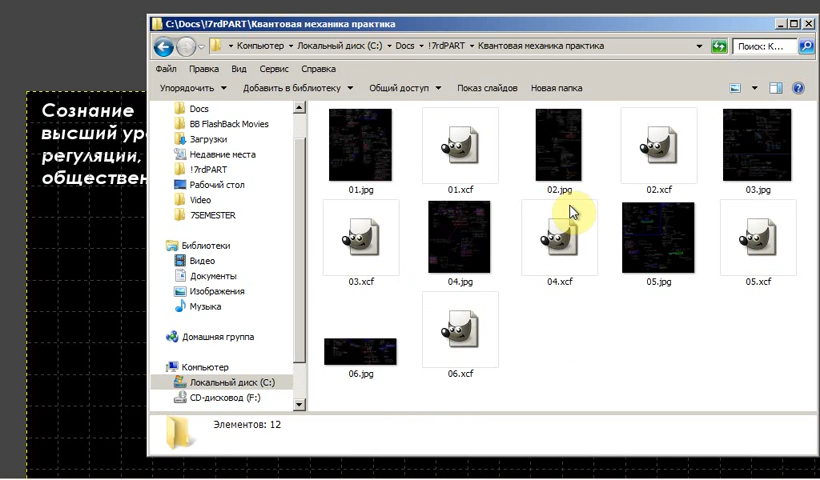 C:\Docs\!7rdPART\Квантовая механика практика
Компьютер
Локальный диск (C:)
Docs
!7rdPART
Квантовая механика практика
Поиск: К...
Файл
Правка
Вид
Сервис
Справка
Упорядочить
Добавить в библиотеку
Общий доступ
Показ слайдов
Новая папка
Сознание
высший уро
регуляции,
обществен
Docs
BB FlashBack Movies
Загрузки
Недавние места
!7rdPART
Рабочий стол
Video
7SEMESTER
Библиотеки
Видео
Документы
Изображения
Музыка
Домашняя группа
Компьютер
Локальный диск (C:)
CD-дисковод (F:)
01.jpg
01.xcf
02.jpg
02.xcf
03.jpg
03.xcf
04.jpg
04.xcf
05.jpg
05.xcf
06.jpg
06.xcf
Элементов: 12